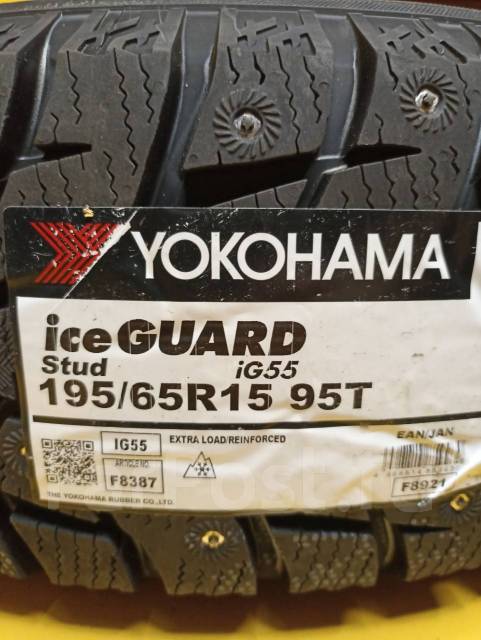 YOKOHAMA
iceGUARD
Stud iG55
195/65R15 95T
IG55 EXTRA LOAD/REINFORCED EAN/JAN
ARTICLE NO.
F8387
THE YOKOHAMA RUBBER CO.,LTD.